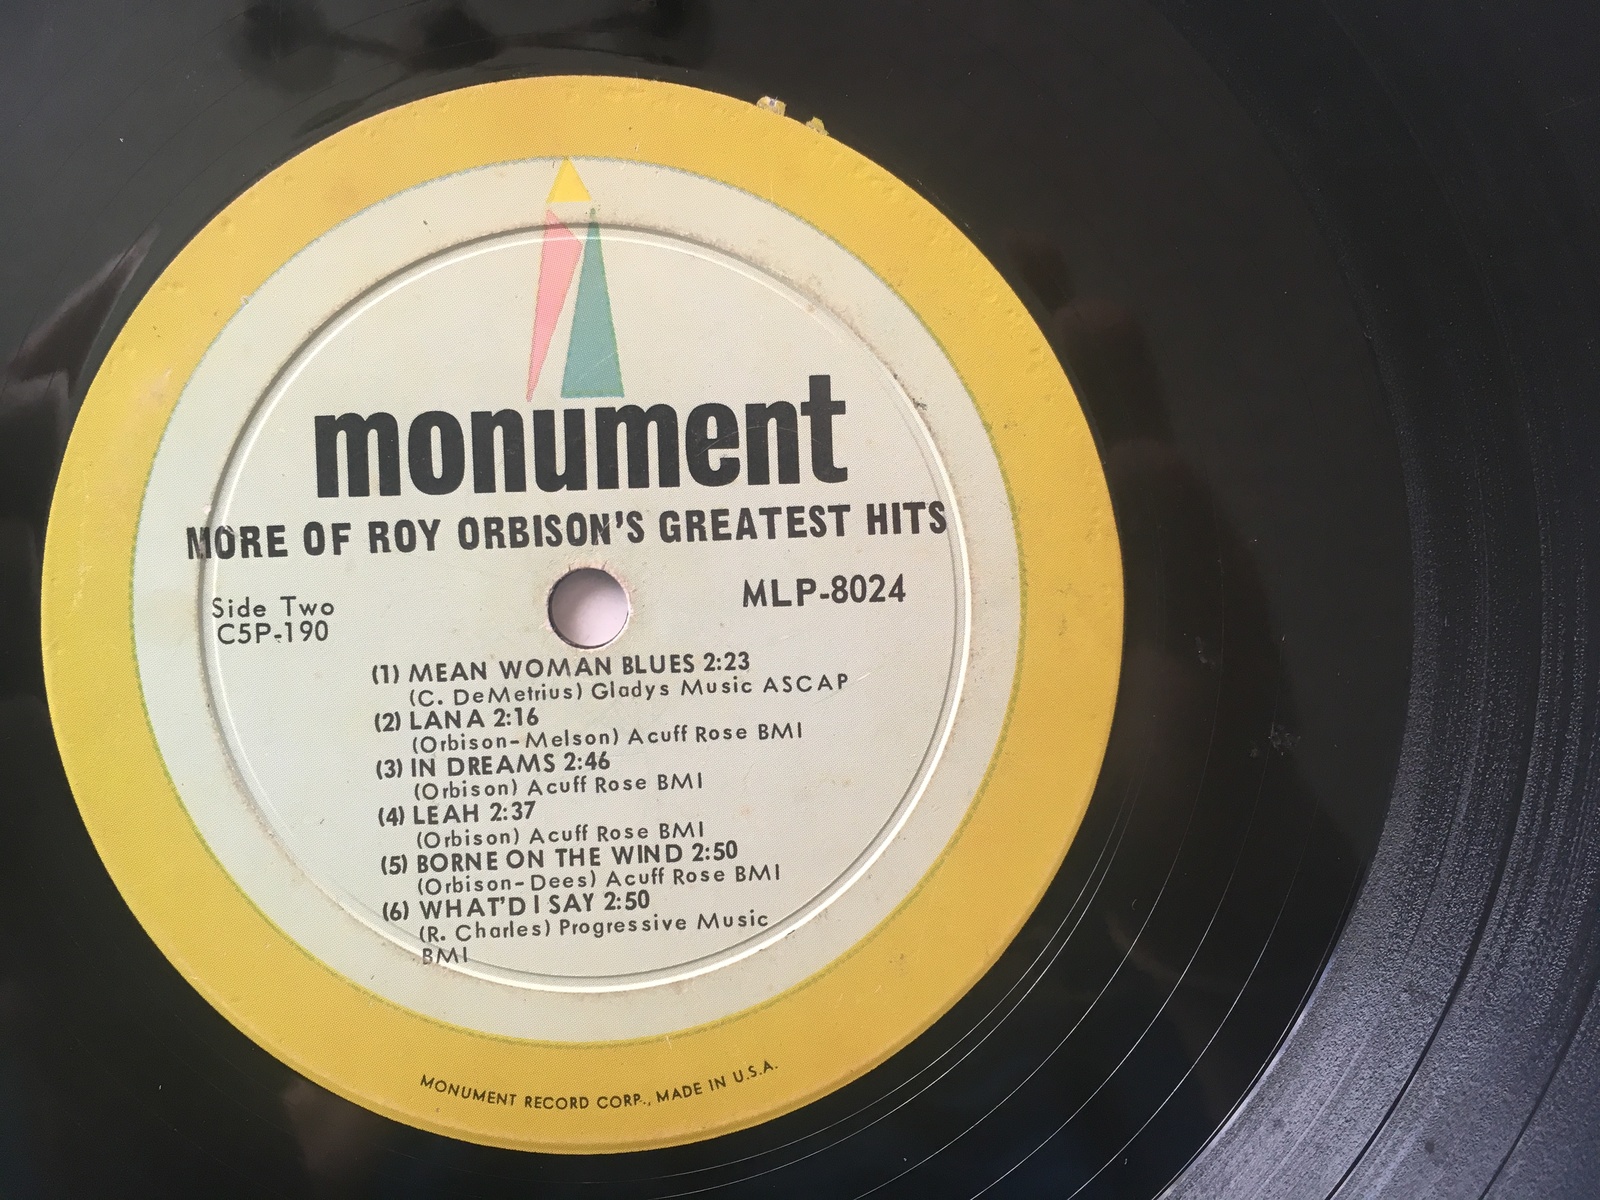 monument
MORE OF ROY ORBISON'S GREATEST HITS
Side Two
C5P-190
MLP-8024
(1) MEAN WOMAN BLUES 2:23
(C. DeMetrius) Gladys Music ASCAP
(2) LANA 2:16
(Orbison-Melson) Acuff Rose BMI
(3) IN DREAMS 2:46
(Orbison) Acuff Rose BMI
(4) LEAH 2:37
(Orbison) Acuff Rose BMI
(5) BORNE ON THE WIND 2:50
(Orbison-Dees) Acuff Rose BMI
(6) WHAT'D I SAY 2:50
(R. Charles) Progressive Music
BMI
MONUMENT RECORD CORP., MADE IN U.S.A.